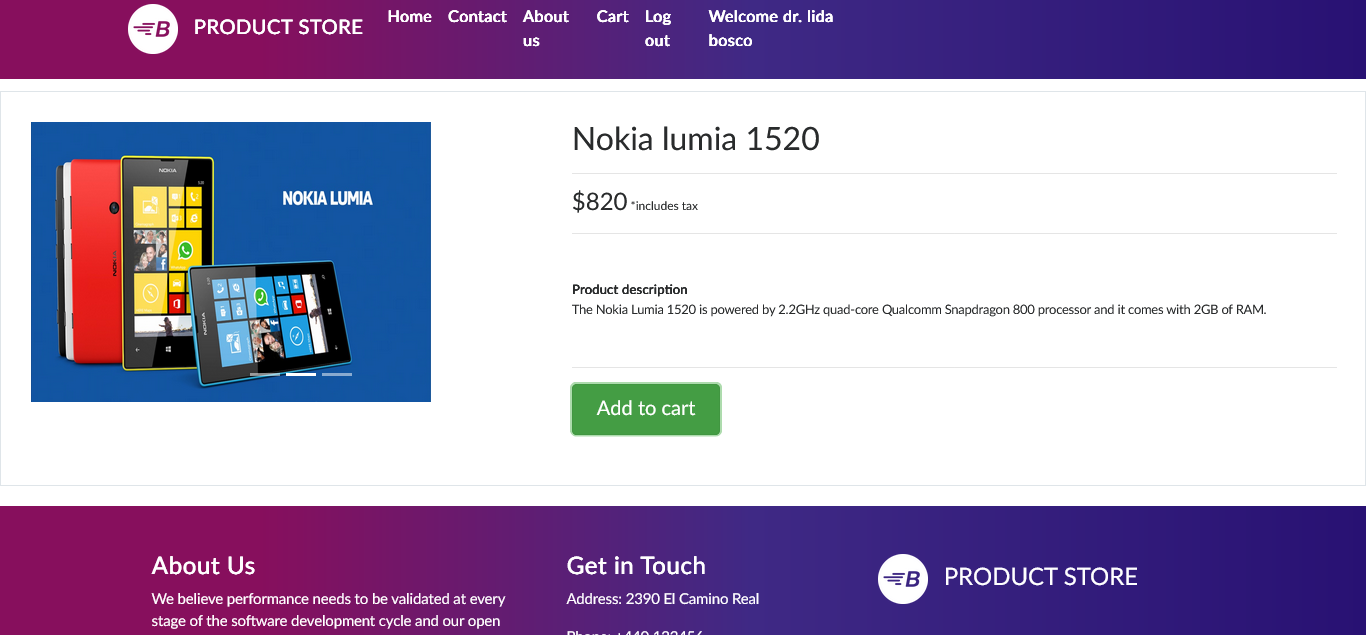 B PRODUCT STORE Home Contact About us Cart Log out Welcome dr. lida bosco
NOKIA
NOKIA LUMIA
NOKIA
NOKIA
Nokia lumia 1520
$820 *includes tax
Product description
The Nokia Lumia 1520 is powered by 2.2GHz quad-core Qualcomm Snapdragon 800 processor and it comes with 2GB of RAM.
Add to cart
About Us
We believe performance needs to be validated at every
stage of the software development cycle and our open
Get in Touch
Address: 2390 El Camino Real
Phone: +440 123456
B PRODUCT STORE